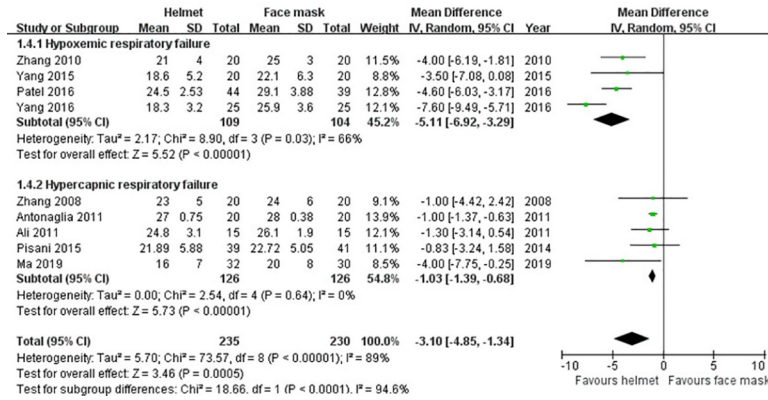 Helmet Face mask Mean Difference Mean Difference
Study or Subgroup Mean SD Total Mean SD Total Weight IV, Random, 95% CI Year IV, Random, 95% CI
1.4.1 Hypoxemic respiratory failure
Zhang 2010 21 4 20 25 3 20 11.5% -4.00 [-6.19, -1.81] 2010
Yang 2015 18.6 5.2 20 22.1 6.3 20 8.8% -3.50 [-7.08, 0.08] 2015
Patel 2016 24.5 2.53 44 29.1 3.88 39 12.9% -4.60 [-6.03, -3.17] 2016
Yang 2016 18.3 3.2 25 25.9 3.6 25 12.1% -7.60 [-9.49, -5.71] 2016
Subtotal (95% CI) 109 104 45.2% -5.11 [-6.92, -3.29]
Heterogeneity: Tau² = 2.17; Chi² = 8.90, df = 3 (P = 0.03); I² = 66%
Test for overall effect: Z = 5.52 (P < 0.00001)
1.4.2 Hypercapnic respiratory failure
Zhang 2008 23 5 20 24 6 20 9.1% -1.00 [-4.42, 2.42] 2008
Antonaglia 2011 27 0.75 20 28 0.38 20 13.9% -1.00 [-1.37, -0.63] 2011
Ali 2011 24.8 3.1 15 26.1 1.9 15 12.2% -1.30 [-3.14, 0.54] 2011
Pisani 2015 21.89 5.88 39 22.72 5.05 41 11.1% -0.83 [-3.24, 1.58] 2014
Ma 2019 16 7 32 20 8 30 8.5% -4.00 [-7.75, -0.25] 2019
Subtotal (95% CI) 126 126 54.8% -1.03 [-1.39, -0.68]
Heterogeneity: Tau² = 0.00; Chi² = 2.54, df = 4 (P = 0.64); I² = 0%
Test for overall effect: Z = 5.73 (P < 0.00001)
Total (95% CI) 235 230 100.0% -3.10 [-4.85, -1.34]
Heterogeneity: Tau² = 5.70; Chi² = 73.57, df = 8 (P < 0.00001); I² = 89%
Test for overall effect: Z = 3.46 (P = 0.0005)
Test for subgroup differences: Chi² = 18.66, df = 1 (P < 0.0001), I² = 94.6%
-10 -5 0 5 10
Favours helmet Favours face mask